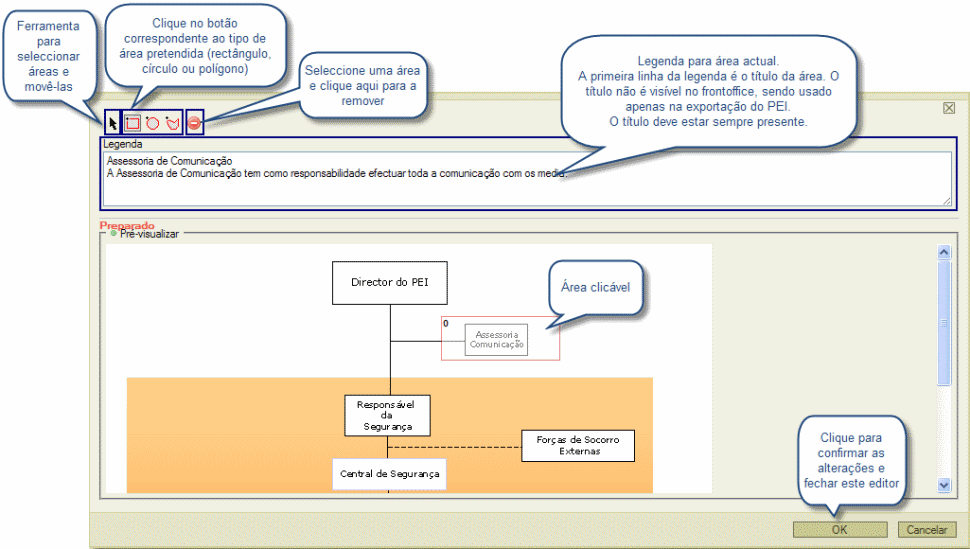 Ferramenta
para
seleccionar
áreas e
movê-las
Clique no botão
correspondente ao tipo de
área pretendida (rectângulo,
círculo ou polígono)
Seleccione uma área
e clique aqui para a
remover
Legenda para área actual.
A primeira linha da legenda é o título da área. O
título não é visível no frontoffice, sendo usado
apenas na exportação do PEI.
O título deve estar sempre presente.
Legenda
Assessoria de Comunicação
A Assessoria de Comunicação tem como responsabilidade efectuar toda a comunicação com os media.
Preparado
Pré-visualizar
Director do PEI
Área clicável
0
Assessoria
Comunicação
Responsável
da
Segurança
Forças de Socorro
Externas
Central de Segurança
Clique para
confirmar as
alterações e
fechar este editor
OK
Cancelar